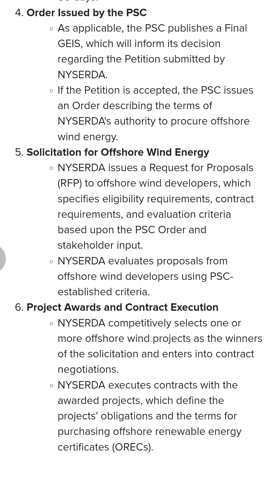 4. Order Issued by the PSC
As applicable, the PSC publishes a Final
GEIS, which will inform its decision
regarding the Petition submitted by
NYSERDA.
If the Petition is accepted, the PSC issues
an Order describing the terms of
NYSERDA's authority to procure offshore
wind energy.
5. Solicitation for Offshore Wind Energy
NYSERDA issues a Request for Proposals
(RFP) to offshore wind developers, which
specifies eligibility requirements, contract
requirements, and evaluation criteria
based upon the PSC Order and
stakeholder input.
NYSERDA evaluates proposals from
offshore wind developers using PSC-
established criteria.
6. Project Awards and Contract Execution
NYSERDA competitively selects one or
more offshore wind projects as the winners
of the solicitation and enters into contract
negotiations.
NYSERDA executes contracts with the
awarded projects, which define the
projects' obligations and the terms for
purchasing offshore renewable energy
certificates (ORECs).